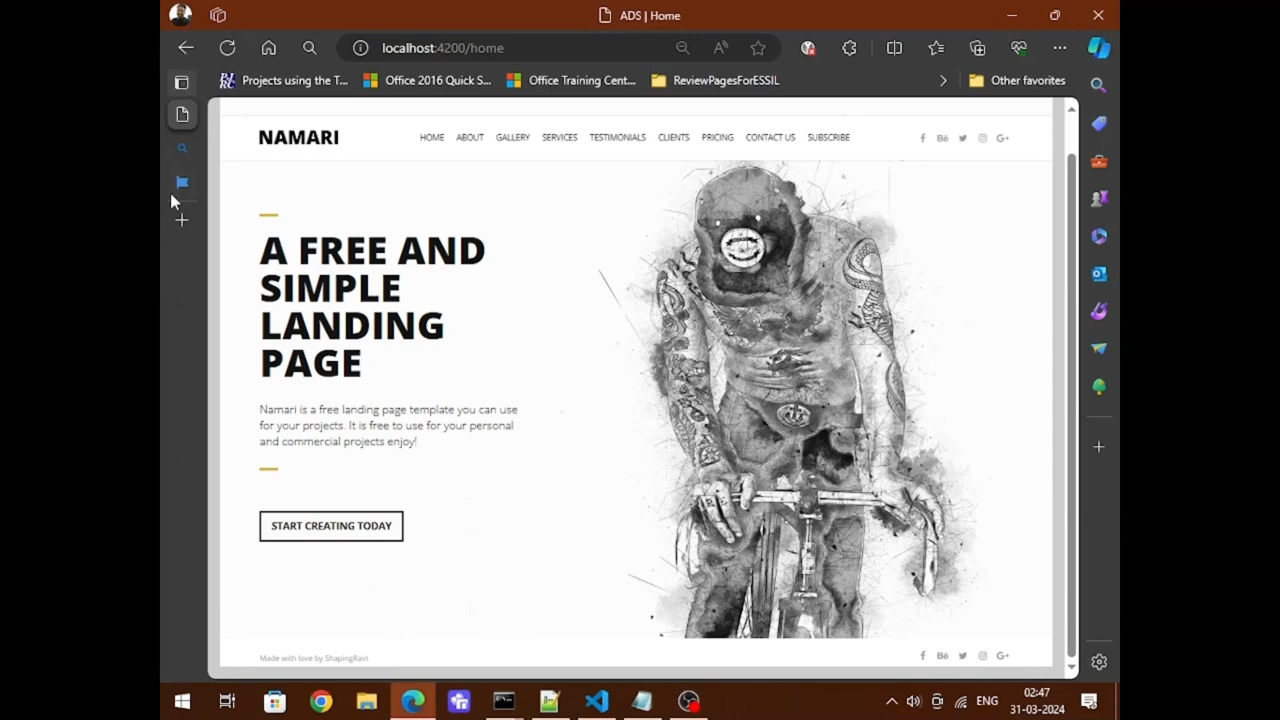 ADS | Home
localhost:4200/home
Projects using the T...
Office 2016 Quick S...
Office Training Cent...
ReviewPagesForESSIL
Other favorites
NAMARI
HOME ABOUT GALLERY SERVICES TESTIMONIALS CLIENTS PRICING CONTACT US SUBSCRIBE
A FREE AND
SIMPLE
LANDING
PAGE
Namari is a free landing page template you can use
for your projects. It is free to use for your personal
and commercial projects enjoy!
START CREATING TODAY
Made with love by ShapingRain
ENG
02:47
31-03-2024